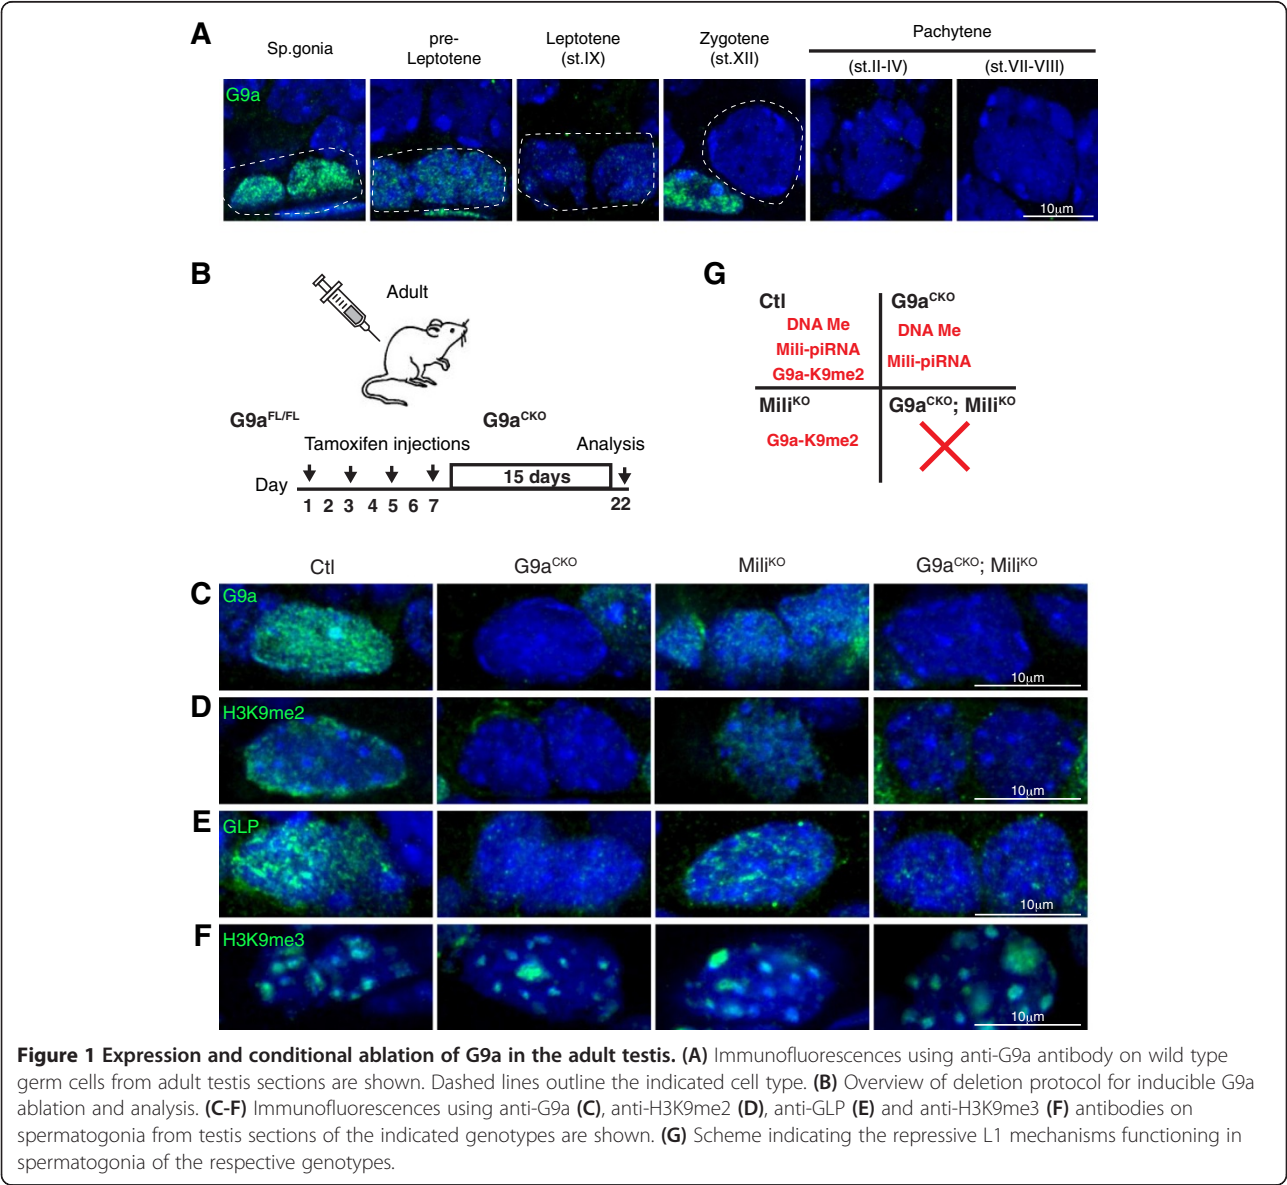 A
Sp.gonia
pre-
Leptotene
Leptotene
(st.IX)
Zygotene
(st.XII)
Pachytene
(st.II-IV)
(st.VII-VIII)
G9a
10μm
B
Adult
G9aFL/FL
G9aCKO
Tamoxifen injections
Analysis
Day
15 days
1 2 3 4 5 6 7
22
G
Ctl
DNA Me
Mili-piRNA
G9a-K9me2
G9aCKO
DNA Me
Mili-piRNA
MiliKO
G9a-K9me2
G9aCKO; MiliKO
Ctl
G9aCKO
MiliKO
G9aCKO; MiliKO
C
G9a
10μm
D
H3K9me2
10μm
E
GLP
10μm
F
H3K9me3
10μm
Figure 1 Expression and conditional ablation of G9a in the adult testis. (A) Immunofluorescences using anti-G9a antibody on wild type
germ cells from adult testis sections are shown. Dashed lines outline the indicated cell type. (B) Overview of deletion protocol for inducible G9a
ablation and analysis. (C-F) Immunofluorescences using anti-G9a (C), anti-H3K9me2 (D), anti-GLP (E) and anti-H3K9me3 (F) antibodies on
spermatogonia from testis sections of the indicated genotypes are shown. (G) Scheme indicating the repressive L1 mechanisms functioning in
spermatogonia of the respective genotypes.